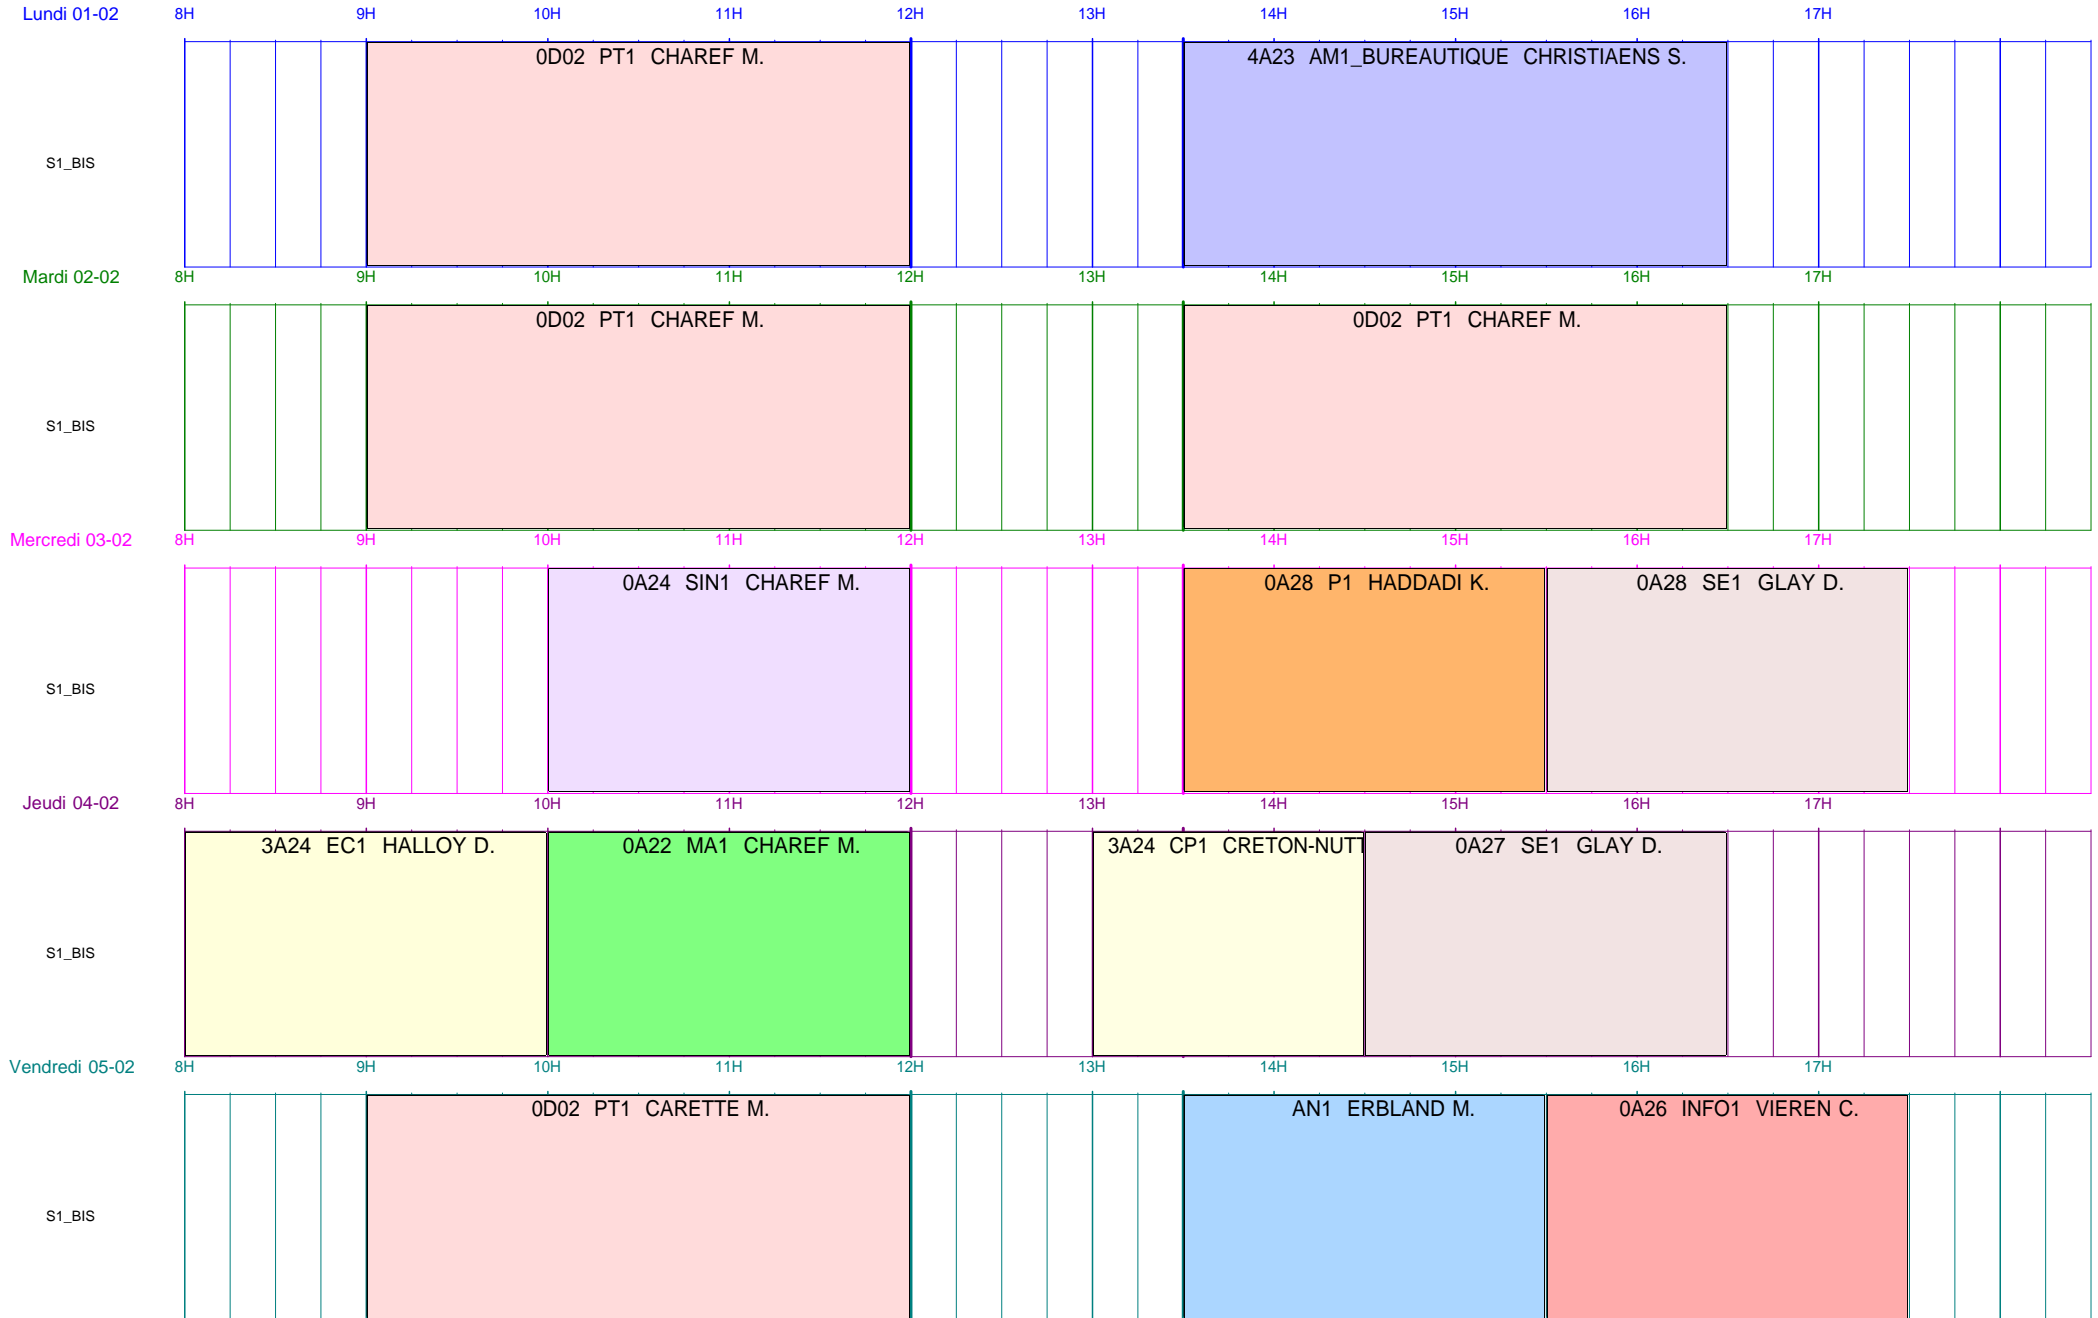 Lundi 01-02 8H 9H 10H 11H 12H 13H 14H 15H 16H 17H
0D02 PT1 CHAREF M. 4A23 AM1_BUREAUTIQUE CHRISTIAENS S.
S1_BIS
Mardi 02-02 8H 9H 10H 11H 12H 13H 14H 15H 16H 17H
0D02 PT1 CHAREF M. 0D02 PT1 CHAREF M.
S1_BIS
Mercredi 03-02 8H 9H 10H 11H 12H 13H 14H 15H 16H 17H
0A24 SIN1 CHAREF M. 0A28 P1 HADDADI K. 0A28 SE1 GLAY D.
S1_BIS
Jeudi 04-02 8H 9H 10H 11H 12H 13H 14H 15H 16H 17H
3A24 EC1 HALLOY D. 0A22 MA1 CHAREF M. 3A24 CP1 CRETON-NUTT 0A27 SE1 GLAY D.
S1_BIS
Vendredi 05-02 8H 9H 10H 11H 12H 13H 14H 15H 16H 17H
0D02 PT1 CARETTE M. AN1 ERBLAND M. 0A26 INFO1 VIEREN C.
S1_BIS